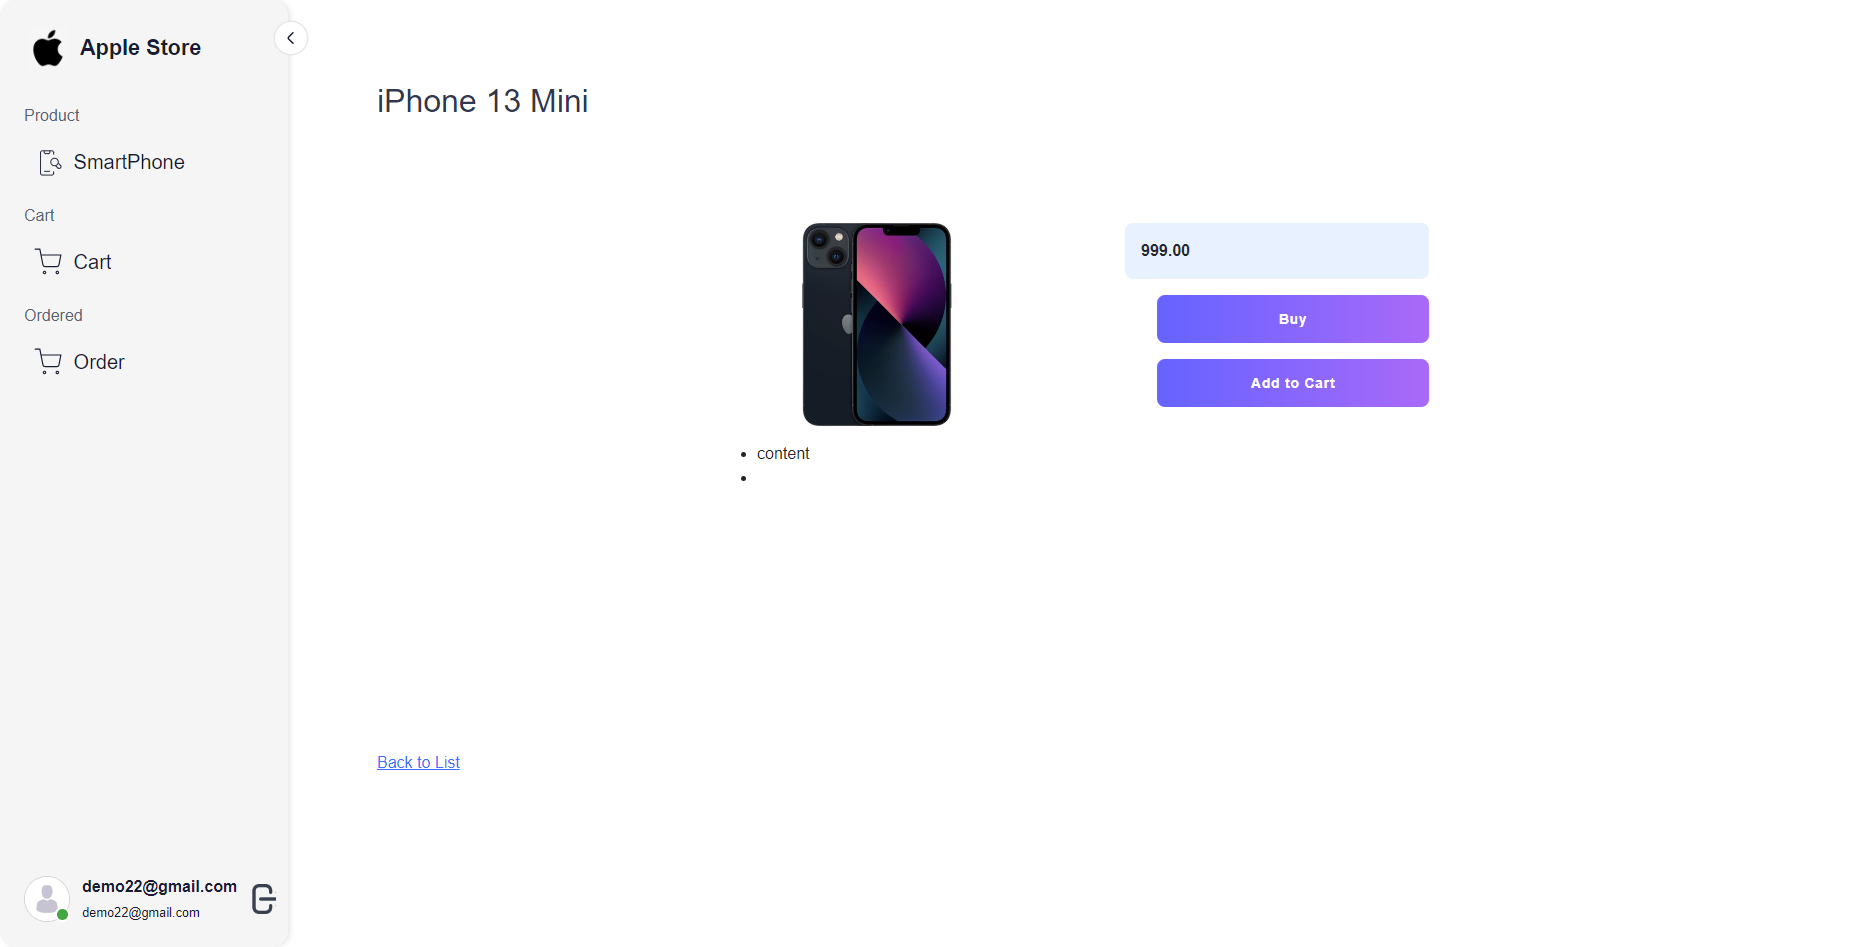 Apple Store
Product
SmartPhone
Cart
Cart
Ordered
Order
demo22@gmail.com
demo22@gmail.com
iPhone 13 Mini
999.00
Buy
Add to Cart
content
Back to List